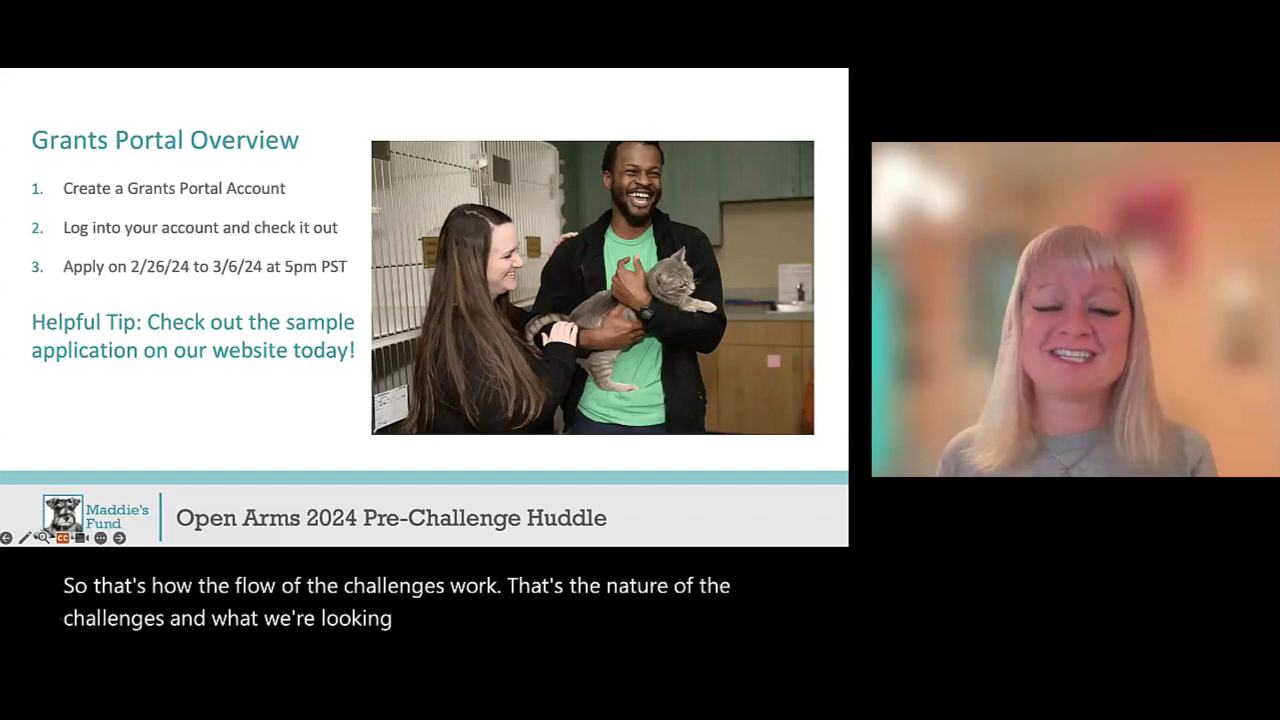 Grants Portal Overview
1. Create a Grants Portal Account
2. Log into your account and check it out
3. Apply on 2/26/24 to 3/6/24 at 5pm PST
Helpful Tip: Check out the sample
application on our website today!
Maddie's
Fund
Open Arms 2024 Pre-Challenge Huddle
CC
So that's how the flow of the challenges work. That's the nature of the
challenges and what we're looking